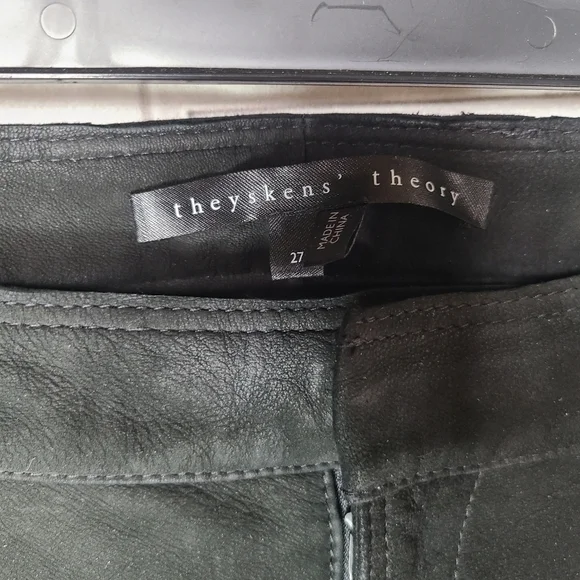 theyskens' theory
27
MADE IN
CHINA